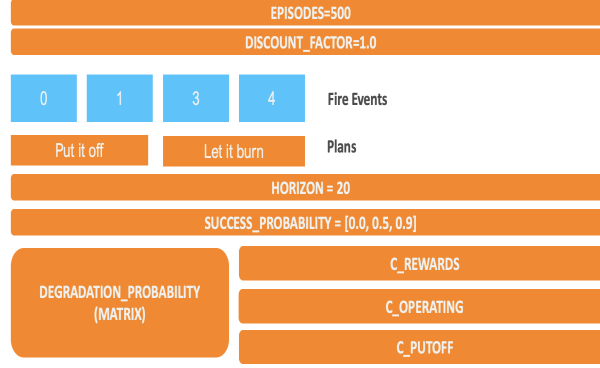 EPISODES=500
DISCOUNT_FACTOR=1.0
0 1 3 4 Fire Events
Put it off Let it burn Plans
HORIZON = 20
SUCCESS_PROBABILITY = [0.0, 0.5, 0.9]
DEGRADATION_PROBABILITY
(MATRIX)
C_REWARDS
C_OPERATING
C_PUTOFF